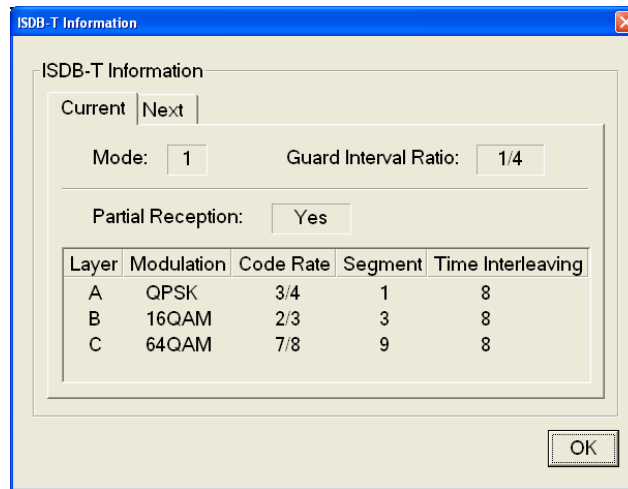 ISDB-T Information
ISDB-T Information
Current Next
Mode: 1 Guard Interval Ratio: 1/4
Partial Reception: Yes
Layer Modulation Code Rate Segment Time Interleaving
A QPSK 3/4 1 8
B 16QAM 2/3 3 8
C 64QAM 7/8 9 8
OK